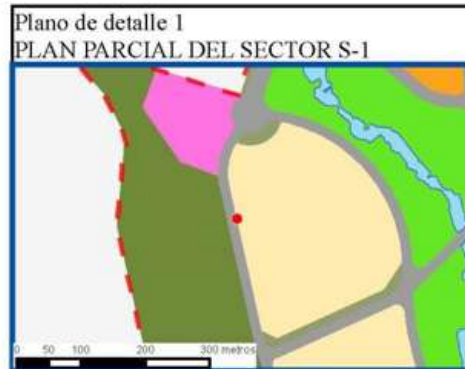 Plano de detalle 1
PLAN PARCIAL DEL SECTOR S-1
0 50 100 200 300 metros